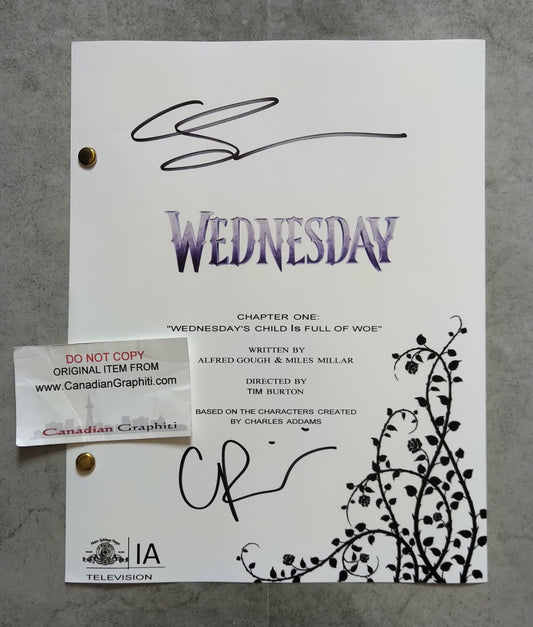 WEDNESDAY
CHAPTER ONE:
"WEDNESDAY'S CHILD Is FULL OF WOE"
WRITTEN BY
ALFRED GOUGH & MILES MILLAR
DIRECTED BY
TIM BURTON
BASED ON THE CHARACTERS CREATED
BY CHARLES ADDAMS
DO NOT COPY
ORIGINAL ITEM FROM
www.CanadianGraphiti.com
Canadian Graphiti
IA
TELEVISION